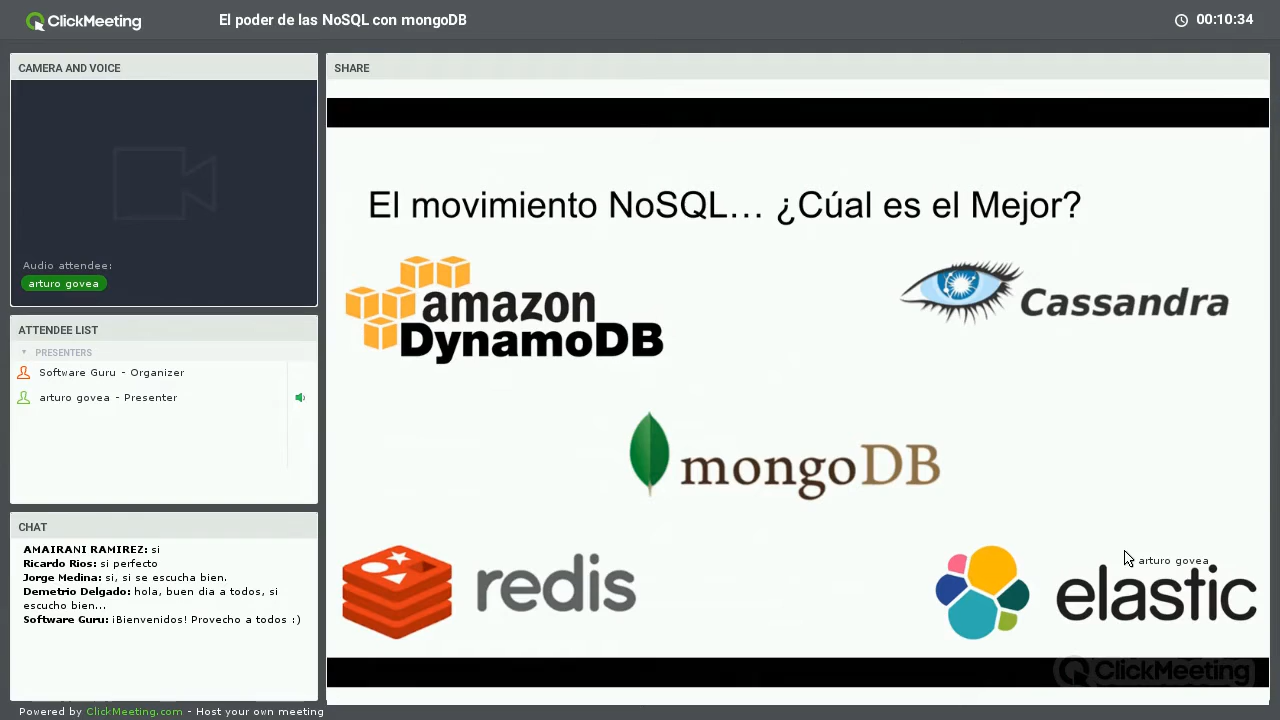 ClickMeeting
El poder de las NoSQL con mongoDB
00:10:34
CAMERA AND VOICE
Audio attendee:
arturo govea
ATTENDEE LIST
PRESENTERS
Software Guru - Organizer
arturo govea - Presenter
CHAT
AMAIRANI RAMIREZ: si
Ricardo Rios: si perfecto
Jorge Medina: si, si se escucha bien.
Demetrio Delgado: hola, buen dia a todos, si
escucho bien...
Software Guru: ¡Bienvenidos! Provecho a todos :)
Powered by ClickMeeting.com - Host your own meeting
SHARE
El movimiento NoSQL... ¿Cúal es el Mejor?
amazon
DynamoDB
Cassandra
mongoDB
redis
arturo govea
elastic
ClickMeeting